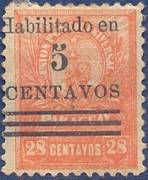 Habilitado en
5
CENTAVOS
PARAGUAY
28 CENTAVOS 28